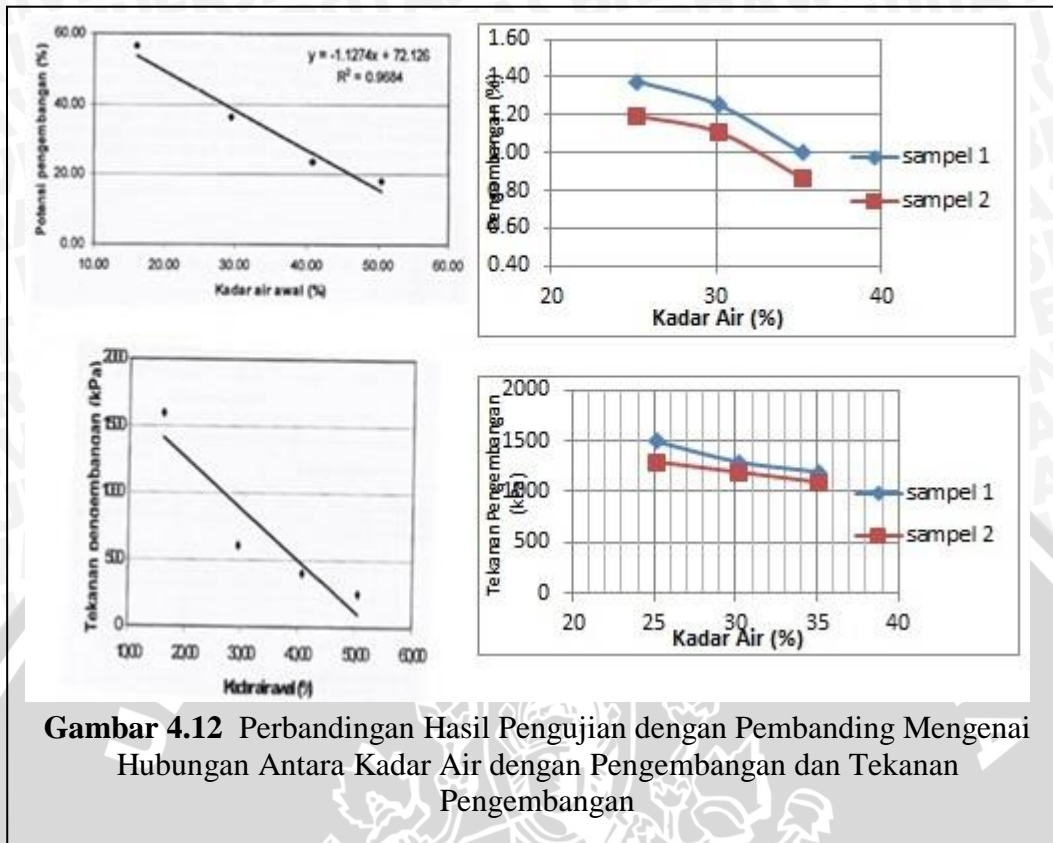 Potensi pengembangan (%)
60.00
40.00
20.00
0.00
y = -1.1274x + 72.126
R² = 0.9684
10.00 20.00 30.00 40.00 50.00 60.00
Kadar air awal (%)
Pengembangan (%)
1.60
1.40
1.20
1.00
0.80
0.60
0.40
sampel 1
sampel 2
20 30 40
Kadar Air (%)
Tekanan pengembangan (kPa)
2000
1500
1000
500
0
1000 2000 3000 4000 5000 6000
Tekanan Pengembangan
2000
1500
1000
500
0
sampel 1
sampel 2
20 25 30 35 40
Kadar Air (%)
Gambar 4.12 Perbandingan Hasil Pengujian dengan Pembanding Mengenai
Hubungan Antara Kadar Air dengan Pengembangan dan Tekanan
Pengembangan